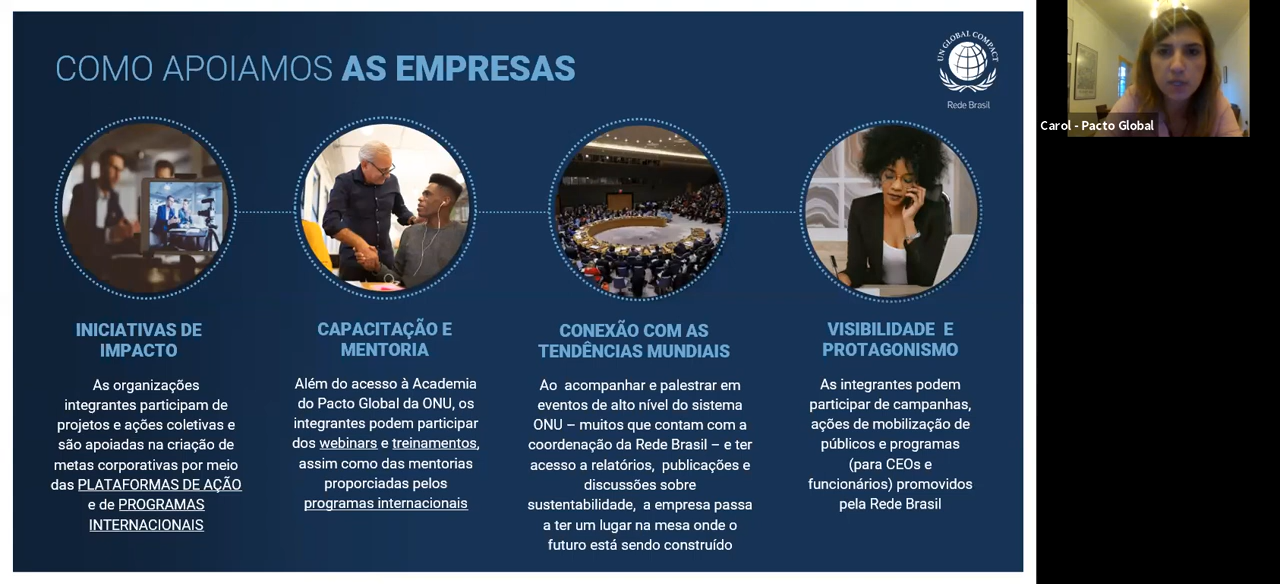 COMO APOIAMOS AS EMPRESAS
UN GLOBAL COMPACT
Rede Brasil
Carol - Pacto Global
INICIATIVAS DE
IMPACTO
As organizações
integrantes participam de
projetos e ações coletivas e
são apoiadas na criação de
metas corporativas por meio
das PLATAFORMAS DE AÇÃO
e de PROGRAMAS
INTERNACIONAIS
CAPACITAÇÃO E
MENTORIA
Além do acesso à Academia
do Pacto Global da ONU, os
integrantes podem participar
dos webinars e treinamentos,
assim como das mentorias
proporciadas pelos
programas internacionais
CONEXÃO COM AS
TENDÊNCIAS MUNDIAIS
Ao  acompanhar e palestrar em
eventos de alto nível do sistema
ONU – muitos que contam com a
coordenação da Rede Brasil – e ter
acesso a relatórios,  publicações e
discussões sobre
sustentabilidade,  a empresa passa
a ter um lugar na mesa onde o
futuro está sendo construído
VISIBILIDADE  E
PROTAGONISMO
As integrantes podem
participar de campanhas,
ações de mobilização de
públicos e programas
(para CEOs e
funcionários) promovidos
pela Rede Brasil